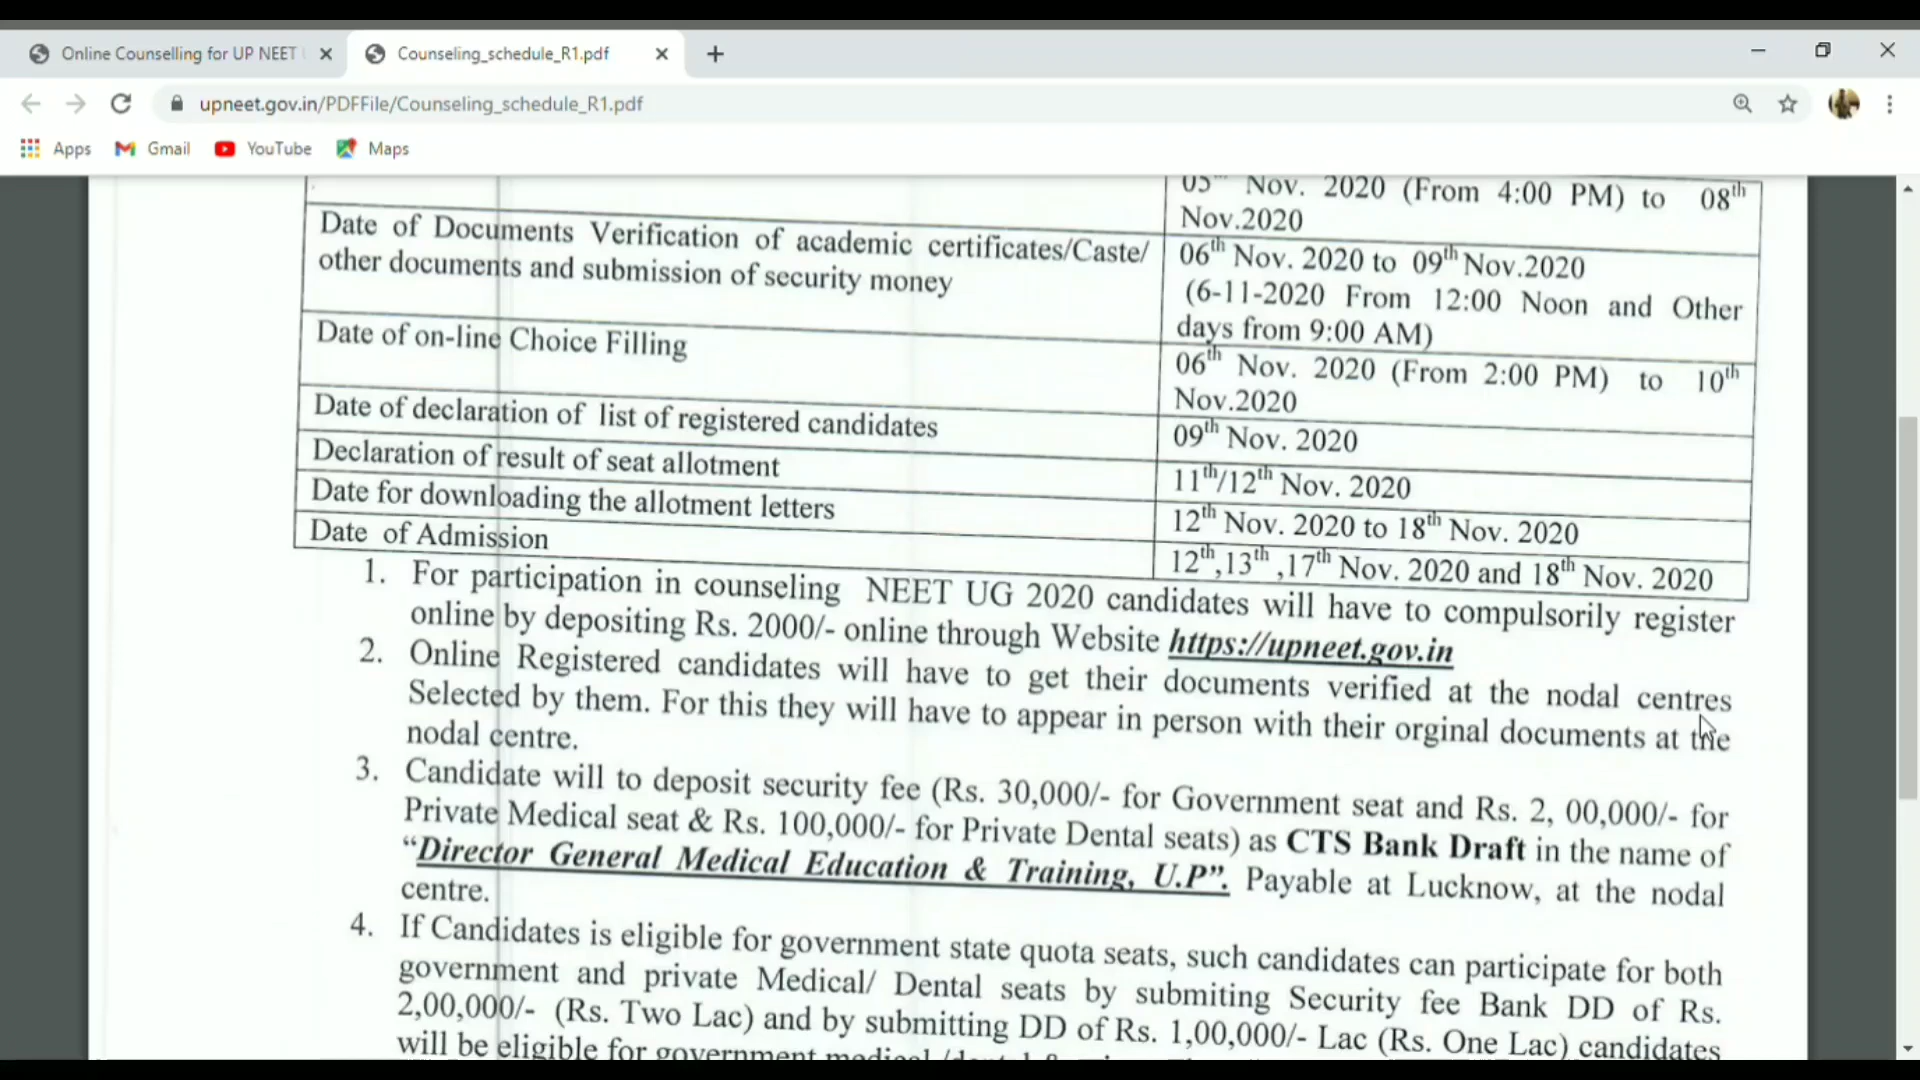 Online Counselling for UP NEET
Counseling_schedule_R1.pdf
upneet.gov.in/PDFFile/Counseling_schedule_R1.pdf
Apps
Gmail
YouTube
Maps
Nov. 2020 (From 4:00 PM) to 08th
Nov.2020
Date of Documents Verification of academic certificates/Caste/
other documents and submission of security money
06th Nov. 2020 to 09th Nov.2020
(6-11-2020 From 12:00 Noon and Other
days from 9:00 AM)
Date of on-line Choice Filling
06th Nov. 2020 (From 2:00 PM) to 10th
Nov.2020
Date of declaration of list of registered candidates
09th Nov. 2020
Declaration of result of seat allotment
11th/12th Nov. 2020
Date for downloading the allotment letters
12th Nov. 2020 to 18th Nov. 2020
Date of Admission
12th,13th ,17th Nov. 2020 and 18th Nov. 2020
1. For participation in counseling NEET UG 2020 candidates will have to compulsorily register
online by depositing Rs. 2000/- online through Website https://upneet.gov.in
2. Online Registered candidates will have to get their documents verified at the nodal centres
Selected by them. For this they will have to appear in person with their orginal documents at the
nodal centre.
3. Candidate will to deposit security fee (Rs. 30,000/- for Government seat and Rs. 2, 00,000/- for
Private Medical seat & Rs. 100,000/- for Private Dental seats) as CTS Bank Draft in the name of
“Director General Medical Education & Training, U.P”. Payable at Lucknow, at the nodal
centre.
4. If Candidates is eligible for government state quota seats, such candidates can participate for both
government and private Medical/ Dental seats by submiting Security fee Bank DD of Rs.
2,00,000/- (Rs. Two Lac) and by submitting DD of Rs. 1,00,000/- Lac (Rs. One Lac) candidates
will be eligible for government